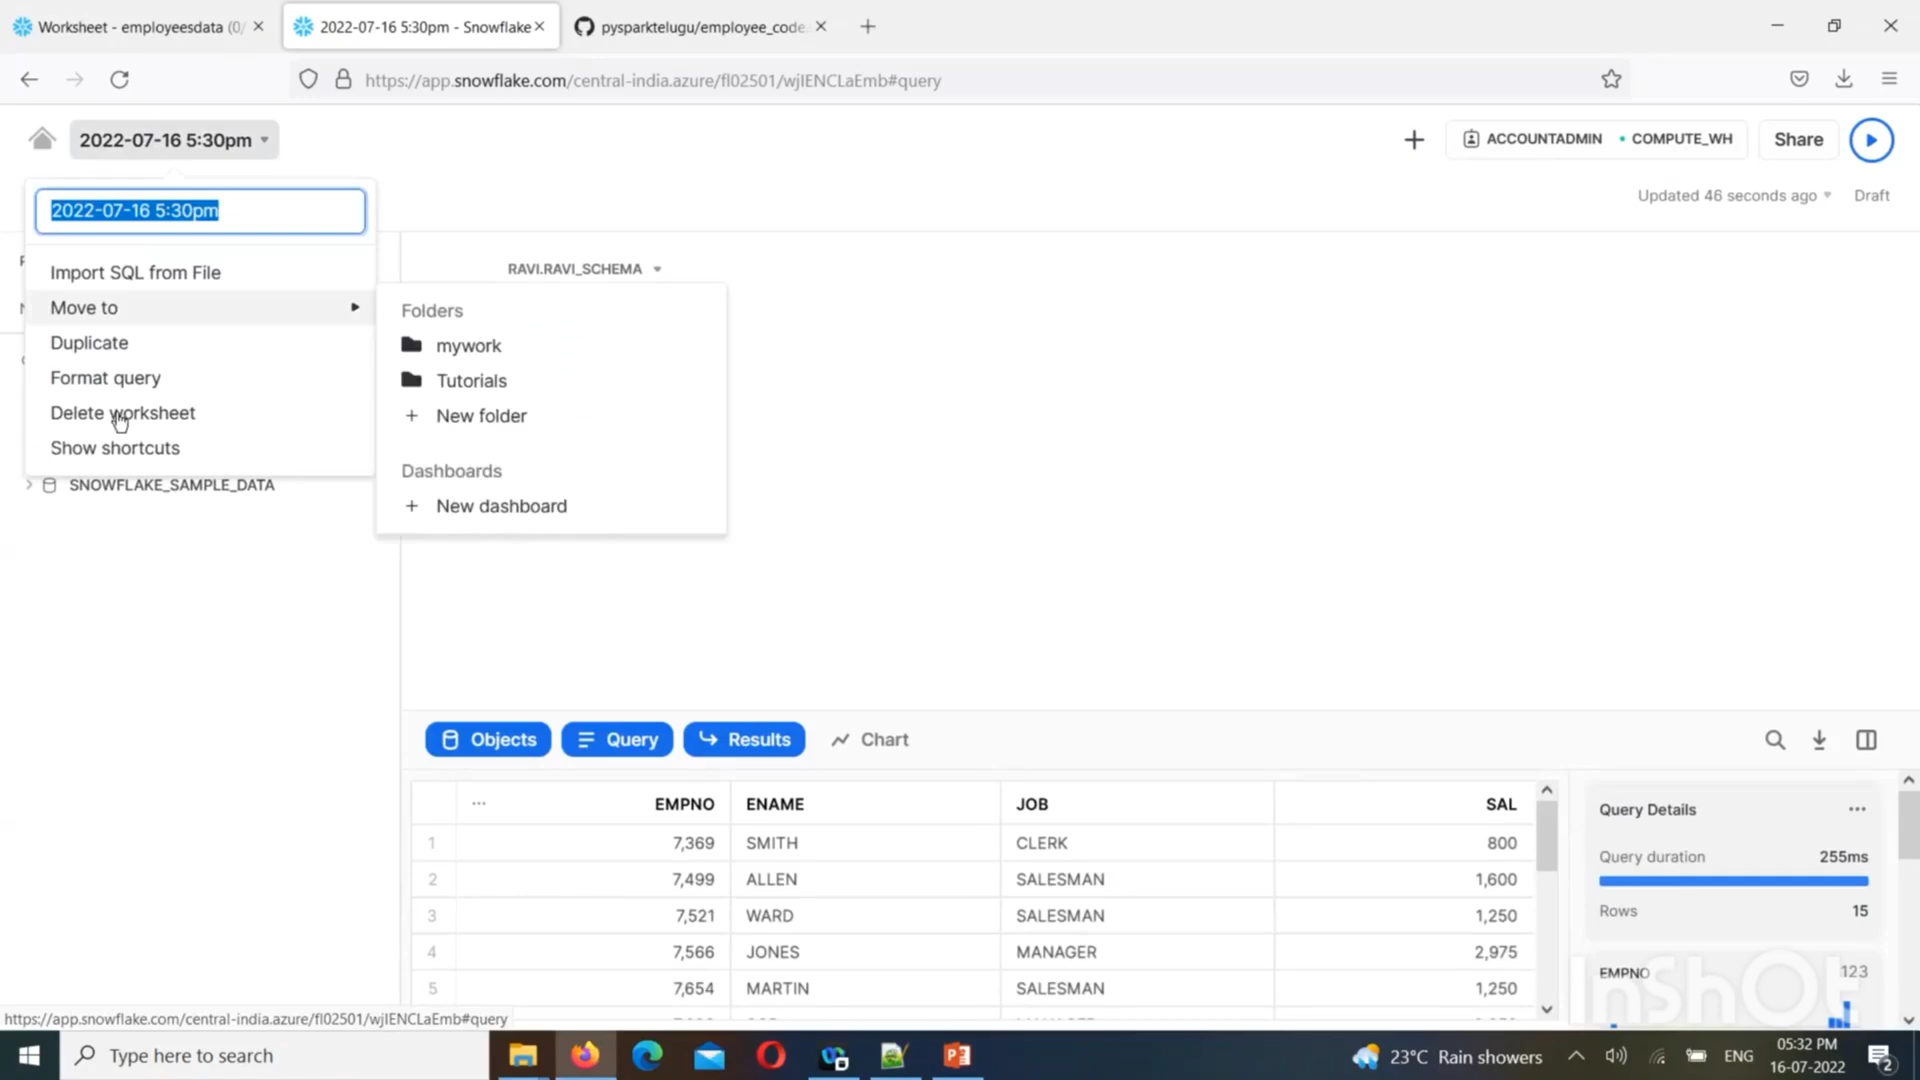 Worksheet - employeesdata (0/
2022-07-16 5:30pm - Snowflake
pysparktelugu/employee_code.
https://app.snowflake.com/central-india.azure/fl02501/wjIENCLaEmb#query
2022-07-16 5:30pm
ACCOUNTADMIN • COMPUTE_WH
Share
Updated 46 seconds ago
Draft
2022-07-16 5:30pm
Import SQL from File
Move to
Duplicate
Format query
Delete worksheet
Show shortcuts
SNOWFLAKE_SAMPLE_DATA
RAVI.RAVI_SCHEMA
Folders
mywork
Tutorials
+ New folder
Dashboards
+ New dashboard
Objects
Query
Results
Chart
... EMPNO ENAME JOB SAL
1 7,369 SMITH CLERK 800
2 7,499 ALLEN SALESMAN 1,600
3 7,521 WARD SALESMAN 1,250
4 7,566 JONES MANAGER 2,975
5 7,654 MARTIN SALESMAN 1,250
Query Details ...
Query duration 255ms
Rows 15
EMPNO 123
InShOt
https://app.snowflake.com/central-india.azure/fl02501/wjIENCLaEmb#query
Type here to search
23°C Rain showers
ENG
05:32 PM
16-07-2022
2